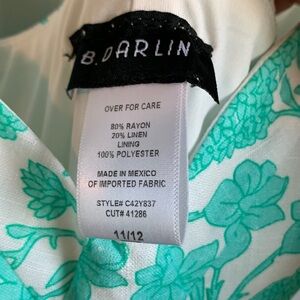 B. DARLIN
OVER FOR CARE
80% RAYON
20% LINEN
LINING
100% POLYESTER
MADE IN MEXICO
OF IMPORTED FABRIC
STYLE# C42Y837
CUT# 41286
11/12